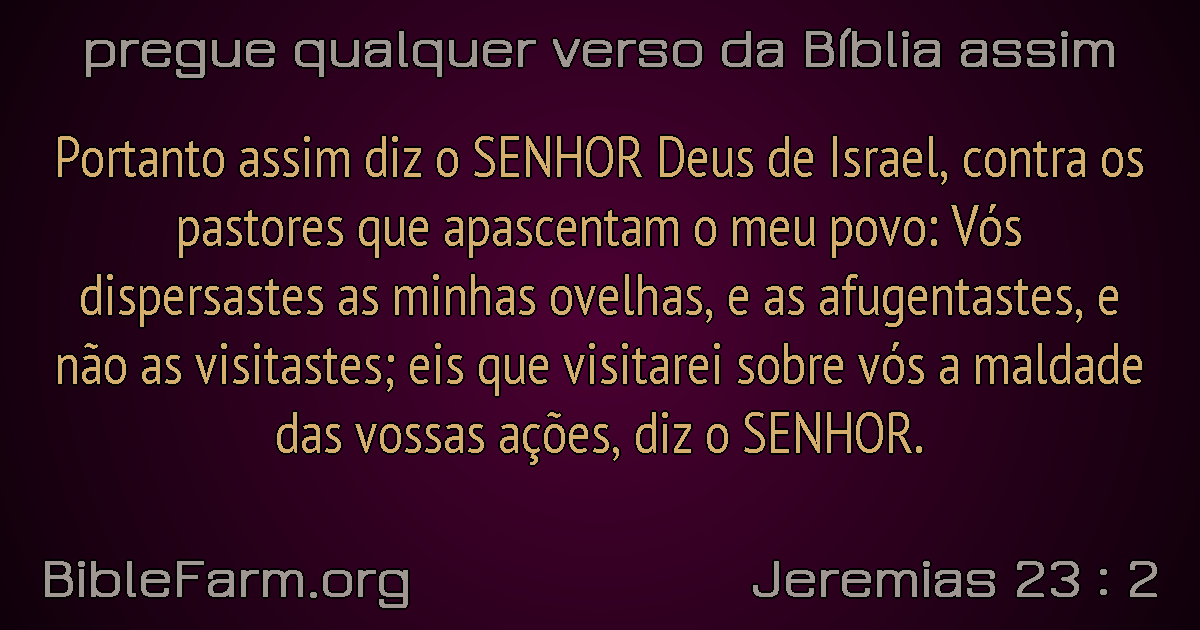 pregue qualquer verso da Bíblia assim
Portanto assim diz o SENHOR Deus de Israel, contra os
pastores que apascentam o meu povo: Vós
dispersastes as minhas ovelhas, e as afugentastes, e
não as visitastes; eis que visitarei sobre vós a maldade
das vossas ações, diz o SENHOR.
BibleFarm.org
Jeremias 23 : 2